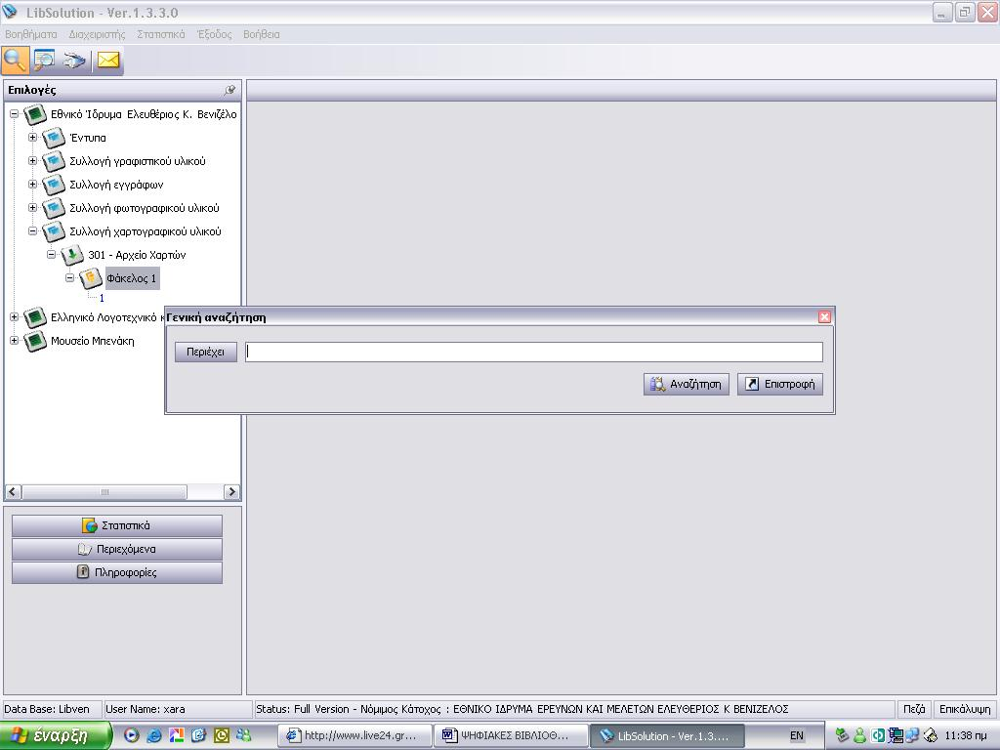 LibSolution - Ver.1.3.3.0
Βοηθήματα Διαχειριστής Στατιστικά Έξοδος Βοήθεια
Επιλογές
Εθνικό Ίδρυμα Ελευθέριος Κ. Βενιζέλο
Έντυπα
Συλλογή γραφιστικού υλικού
Συλλογή εγγράφων
Συλλογή φωτογραφικού υλικού
Συλλογή χαρτογραφικού υλικού
301 - Αρχείο Χαρτών
Φάκελος 1
1
Ελληνικό Λογοτεχνικό κ
Μουσείο Μπενάκη
Γενική αναζήτηση
Περιέχει
Αναζήτηση Επιστροφή
Στατιστικά
Περιεχόμενα
Πληροφορίες
Data Base: Libven User Name: xara Status: Full Version - Νόμιμος Κάτοχος : ΕΘΝΙΚΟ ΙΔΡΥΜΑ ΕΡΕΥΝΩΝ ΚΑΙ ΜΕΛΕΤΩΝ ΕΛΕΥΘΕΡΙΟΣ Κ ΒΕΝΙΖΕΛΟΣ Πεζά Επικάλυψη
έναρξη http://www.live24.gr... ΨΗΦΙΑΚΕΣ ΒΙΒΛΙΟΘ... LibSolution - Ver.1.3.... EN 11:38 πμ